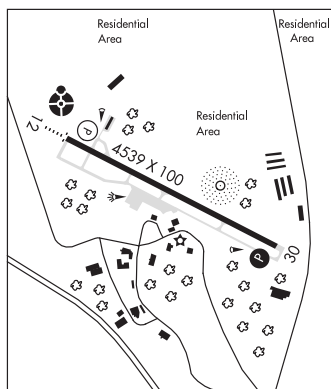 Residential
Area
Residential
Area
Residential
Area
12
P
4539 X 100
P
30